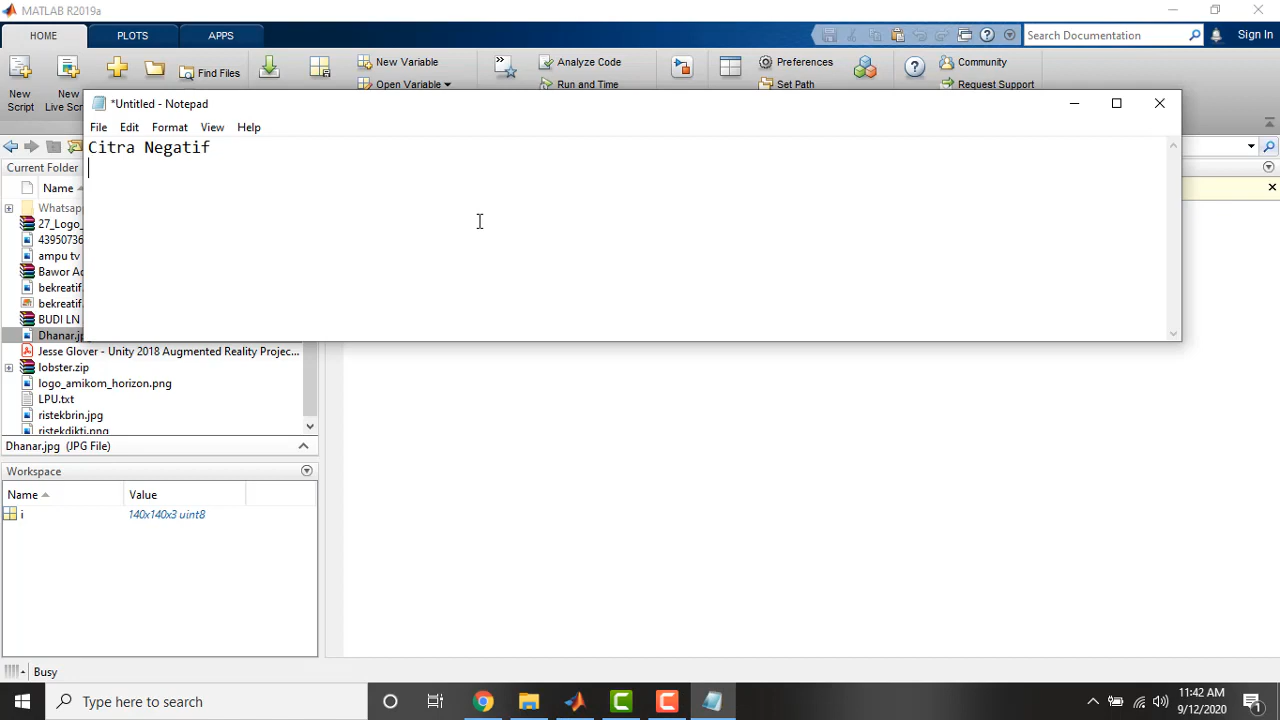 MATLAB R2019a
HOME
PLOTS
APPS
Search Documentation
Sign In
New Script
New Live Scr
Find Files
New Variable
Open Variable
Analyze Code
Run and Time
Preferences
Set Path
Community
Request Support
*Untitled - Notepad
File Edit Format View Help
Citra Negatif
Current Folder
Name
Whatsap
27_Logo_
43950736
ampu tv
Bawor Ad
bekreatif
bekreatif
BUDI LN
Dhanar.jp
Jesse Glover - Unity 2018 Augmented Reality Projec...
lobster.zip
logo_amikom_horizon.png
LPU.txt
ristekbrin.jpg
ristekdikti.png
Dhanar.jpg (JPG File)
Workspace
Name Value
i 140x140x3 uint8
Busy
Type here to search
11:42 AM
9/12/2020
1